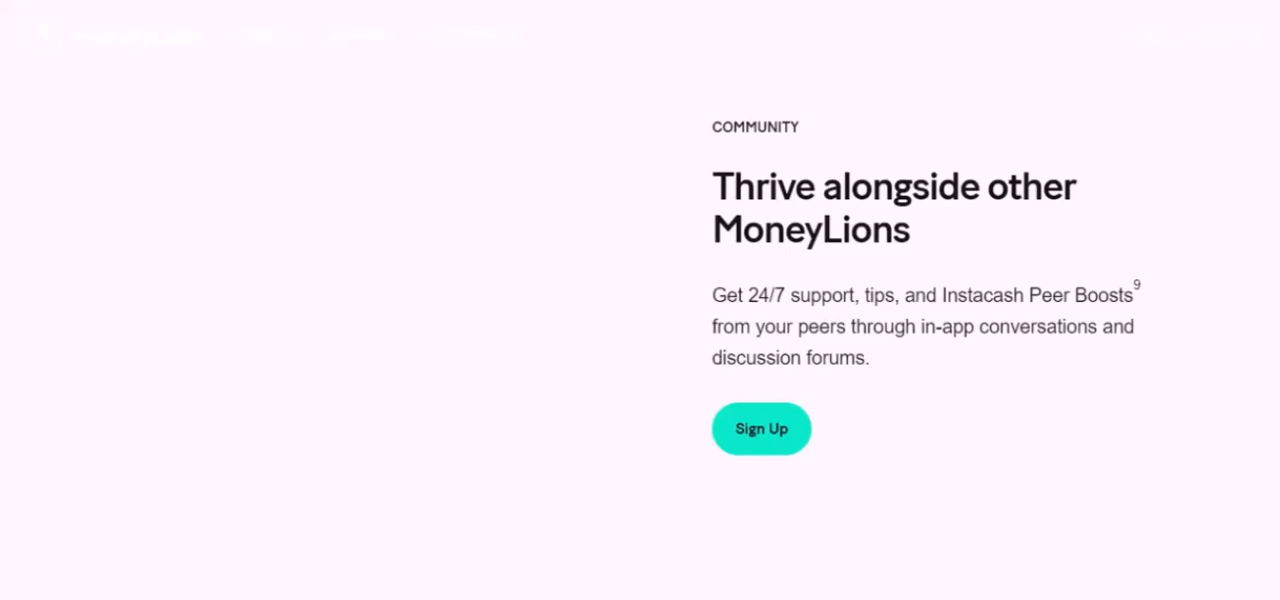 COMMUNITY
Thrive alongside other
MoneyLions
Get 24/7 support, tips, and Instacash Peer Boosts⁹
from your peers through in-app conversations and
discussion forums.
Sign Up